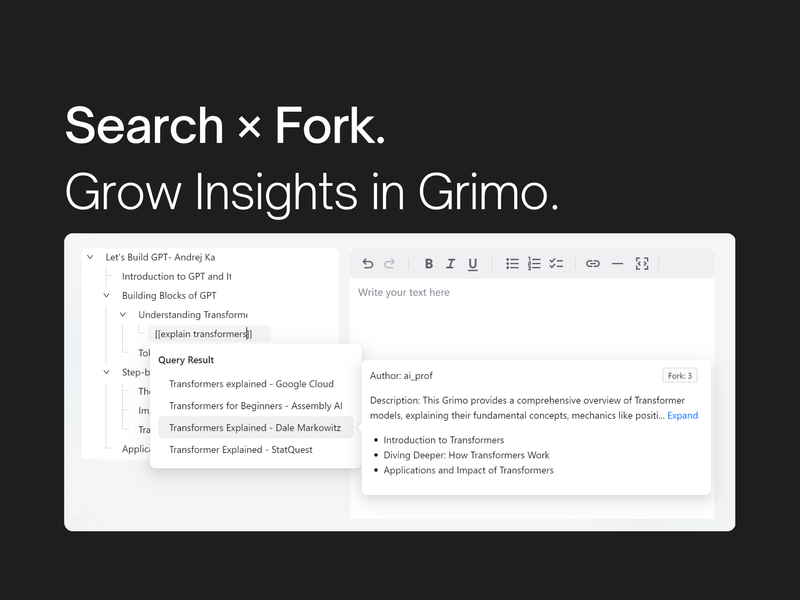 Search × Fork.
Grow Insights in Grimo.
Let's Build GPT- Andrej Ka
Introduction to GPT and It
Building Blocks of GPT
Understanding Transforme
[[explain transformers]]
Tok
Step-b
The
Im
Tra
Applica
Query Result
Transformers explained - Google Cloud
Transformers for Beginners - Assembly AI
Transformers Explained - Dale Markowitz
Transformer Explained - StatQuest
B I U
Write your text here
Author: ai_prof
Fork: 3
Description: This Grimo provides a comprehensive overview of Transformer
models, explaining their fundamental concepts, mechanics like positi... Expand
• Introduction to Transformers
• Diving Deeper: How Transformers Work
• Applications and Impact of Transformers